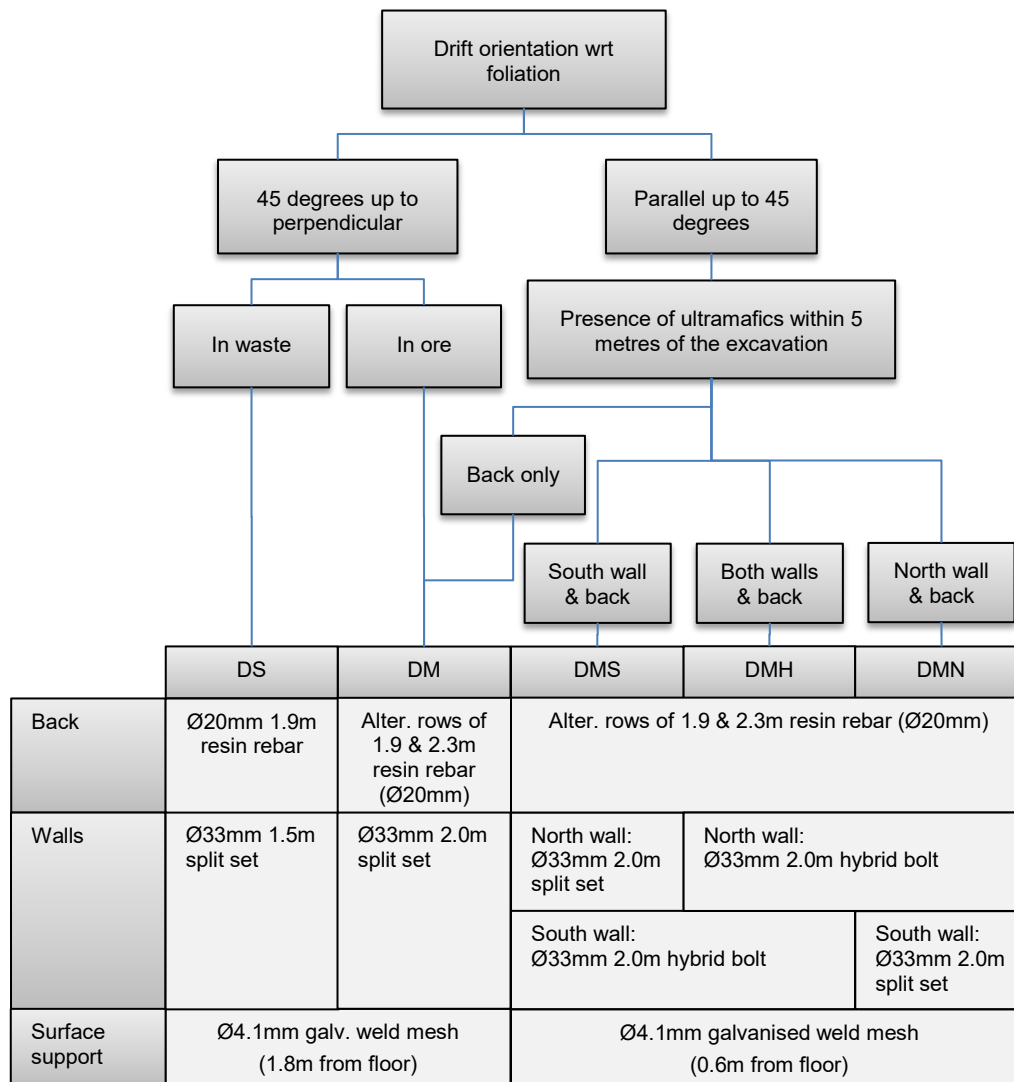 Drift orientation wrt
foliation
45 degrees up to
perpendicular
Parallel up to 45
degrees
In waste
In ore
Presence of ultramafics within 5
metres of the excavation
Back only
South wall
& back
Both walls
& back
North wall
& back
DS
DM
DMS
DMH
DMN
Back
Ø20mm 1.9m
resin rebar
Alter. rows of
1.9 & 2.3m
resin rebar
(Ø20mm)
Alter. rows of 1.9 & 2.3m resin rebar (Ø20mm)
Walls
Ø33mm 1.5m
split set
Ø33mm 2.0m
split set
North wall:
Ø33mm 2.0m
split set
North wall:
Ø33mm 2.0m hybrid bolt
South wall:
Ø33mm 2.0m hybrid bolt
South wall:
Ø33mm 2.0m
split set
Surface
support
Ø4.1mm galv. weld mesh
(1.8m from floor)
Ø4.1mm galvanised weld mesh
(0.6m from floor)